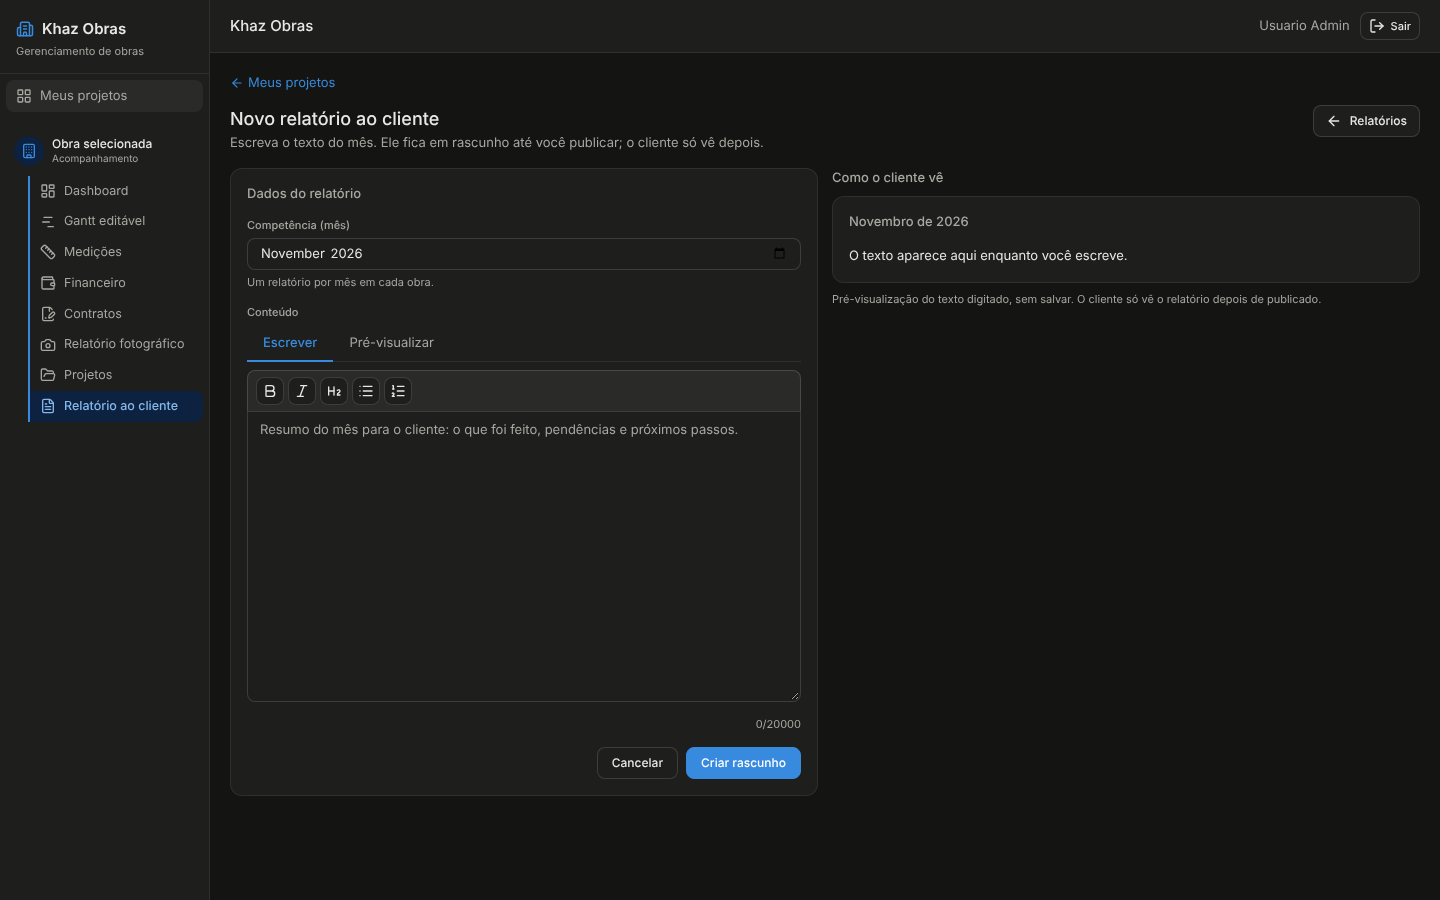 Khaz Obras
Gerenciamento de obras
Meus projetos
Obra selecionada
Acompanhamento
Dashboard
Gantt editável
Medições
Financeiro
Contratos
Relatório fotográfico
Projetos
Relatório ao cliente
Khaz Obras
Usuario Admin
Sair
Meus projetos
Novo relatório ao cliente
Escreva o texto do mês. Ele fica em rascunho até você publicar; o cliente só vê depois.
Relatórios
Dados do relatório
Competência (mês)
November 2026
Um relatório por mês em cada obra.
Conteúdo
Escrever
Pré-visualizar
B I H2
Resumo do mês para o cliente: o que foi feito, pendências e próximos passos.
0/20000
Cancelar
Criar rascunho
Como o cliente vê
Novembro de 2026
O texto aparece aqui enquanto você escreve.
Pré-visualização do texto digitado, sem salvar. O cliente só vê o relatório depois de publicado.